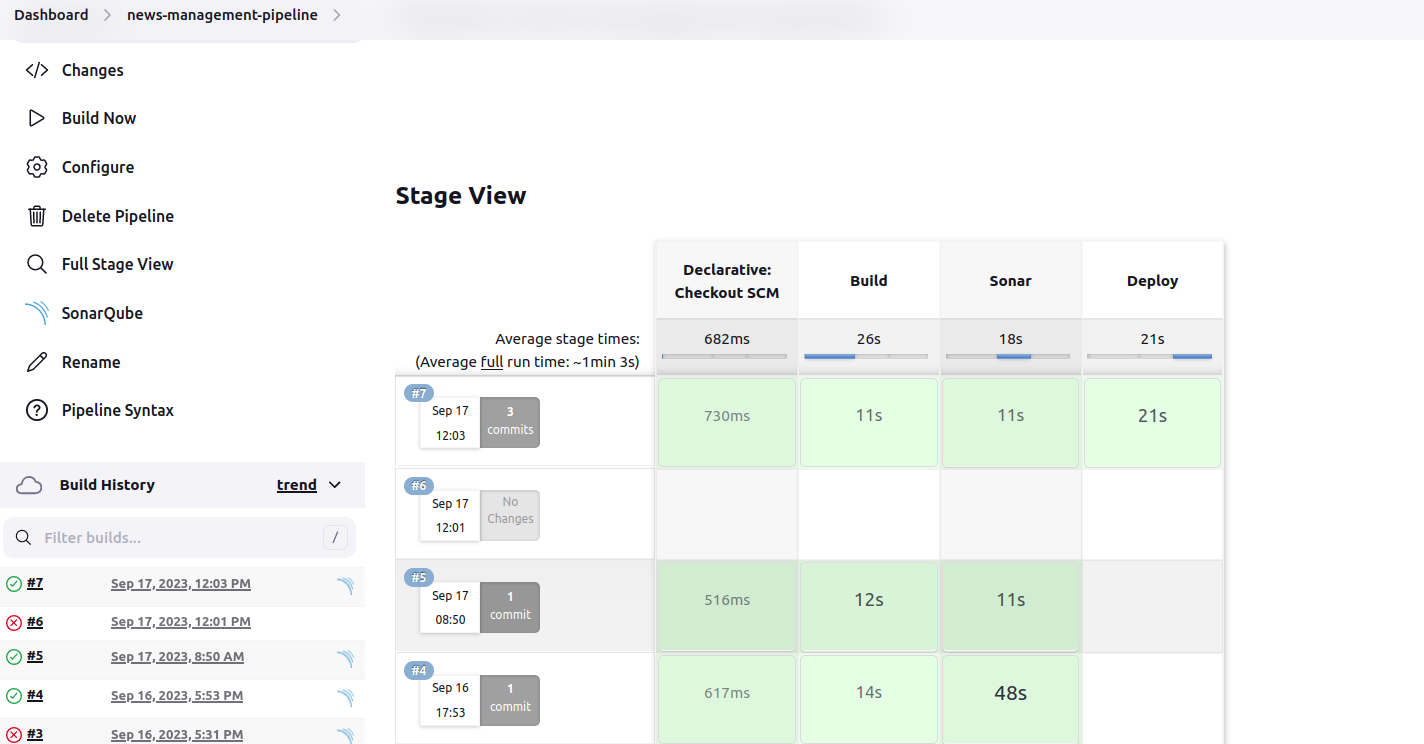 Dashboard > news-management-pipeline >
Changes
Build Now
Configure
Delete Pipeline
Full Stage View
SonarQube
Rename
Pipeline Syntax
Build History trend
Filter builds... /
#7 Sep 17, 2023, 12:03 PM
#6 Sep 17, 2023, 12:01 PM
#5 Sep 17, 2023, 8:50 AM
#4 Sep 16, 2023, 5:53 PM
#3 Sep 16, 2023, 5:31 PM
Stage View
Declarative:
Checkout SCM
Build
Sonar
Deploy
Average stage times:
(Average full run time: ~1min 3s)
682ms 26s 18s 21s
#7
Sep 17
12:03
3
commits
730ms 11s 11s 21s
#6
Sep 17
12:01
No
Changes
#5
Sep 17
08:50
1
commit
516ms 12s 11s
#4
Sep 16
17:53
1
commit
617ms 14s 48s